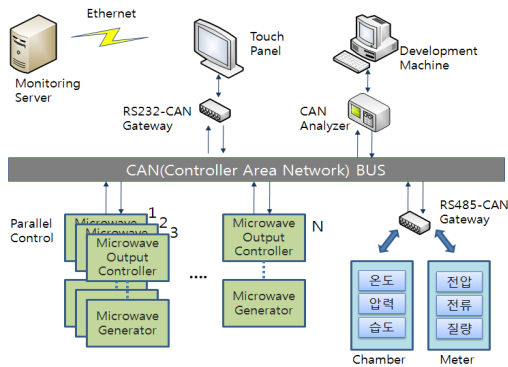 Ethernet
Monitoring
Server
Touch
Panel
Development
Machine
RS232-CAN
Gateway
CAN
Analyzer
CAN(Controller Area Network) BUS
RS485-CAN
Gateway
Parallel
Control
1
2
3
Microwave
Microwave
Microwave
Output
Controller
Microwave
Generator
....
N
Microwave
Output
Controller
Microwave
Generator
온도
압력
습도
Chamber
전압
전류
질량
Meter